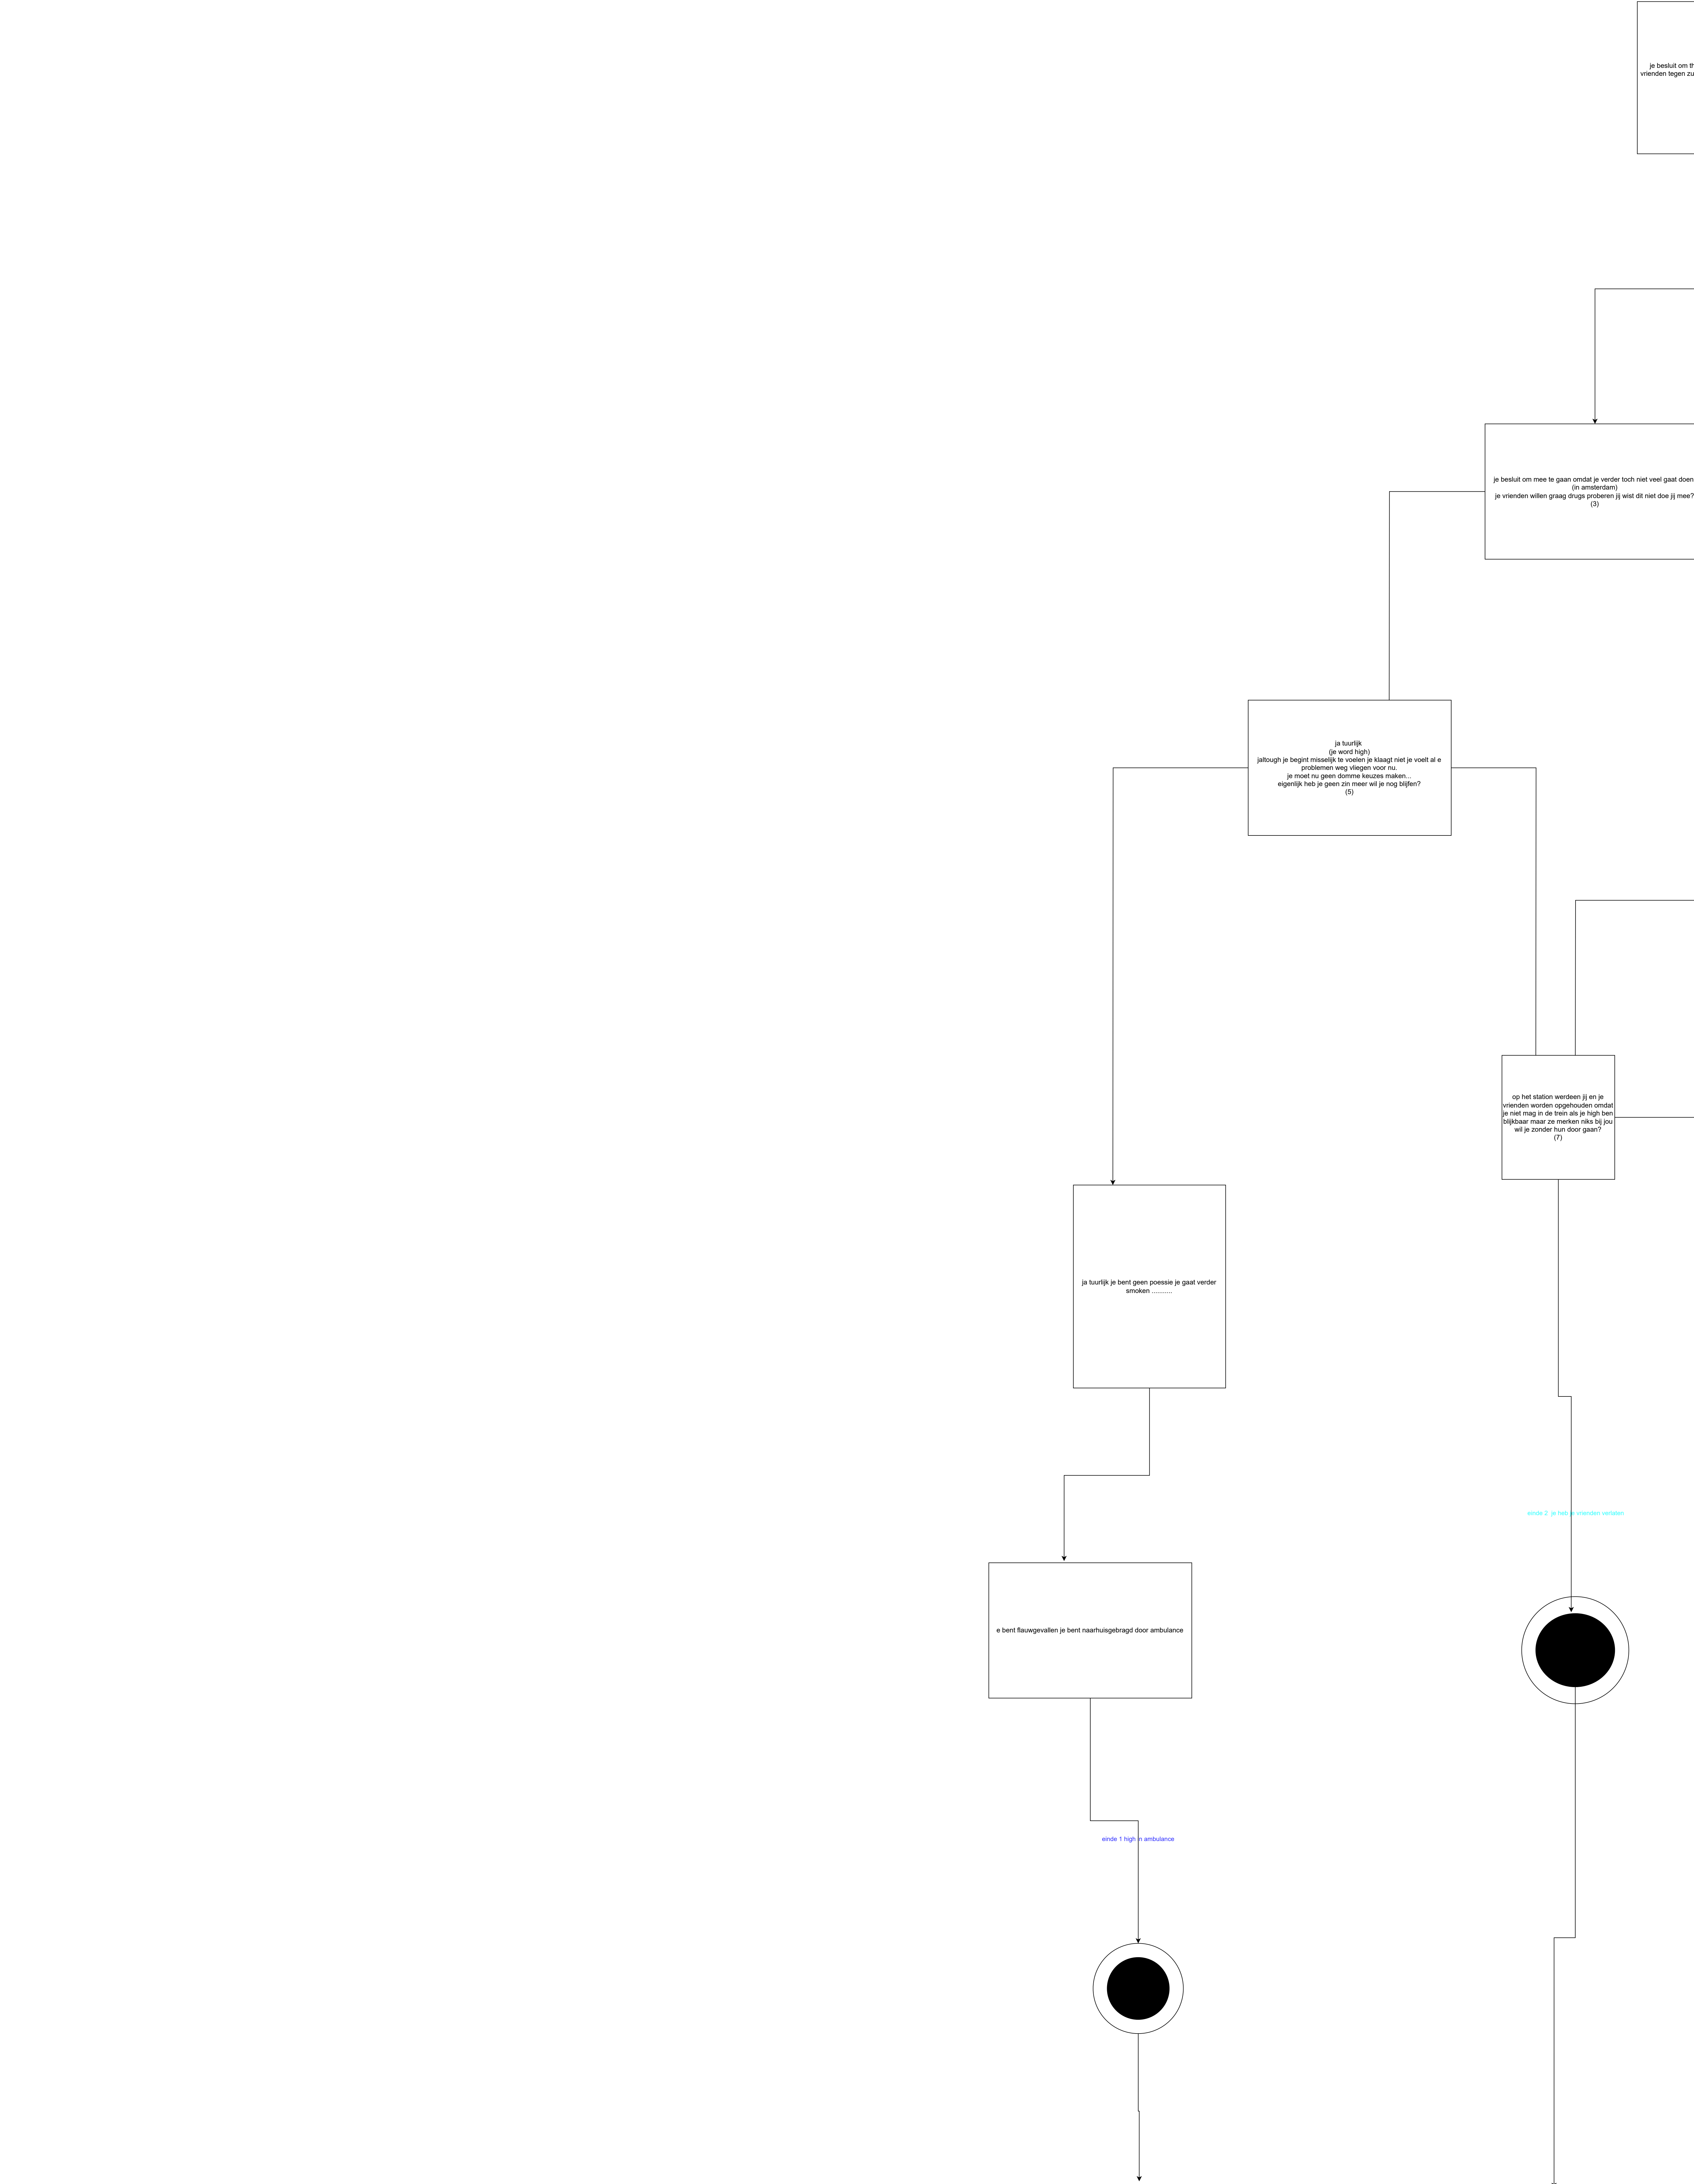 je besluit om th
vrienden tegen zu
je besluit om mee te gaan omdat je verder toch niet veel gaat doen
(in amsterdam)
je vrienden willen graag drugs proberen jij wist dit niet doe jij mee?
(3)
ja tuurlijk
(je word high)
jaltough je begint misselijk te voelen je klaagt niet je voelt al e
problemen weg vliegen voor nu.
je moet nu geen domme keuzes maken...
eigenlijk heb je geen zin meer wil je nog blijfen?
(5)
op het station werdeen jij en je
vrienden worden opgehouden omdat
je niet mag in de trein als je high ben
blijkbaar maar ze merken niks bij jou
wil je zonder hun door gaan?
(7)
ja tuurlijk je bent geen poessie je gaat verder
smoken ...........
einde 2 je heb je vrienden verlaten
e bent flauwgevallen je bent naarhuisgebragd door ambulance
einde 1 high in ambulance